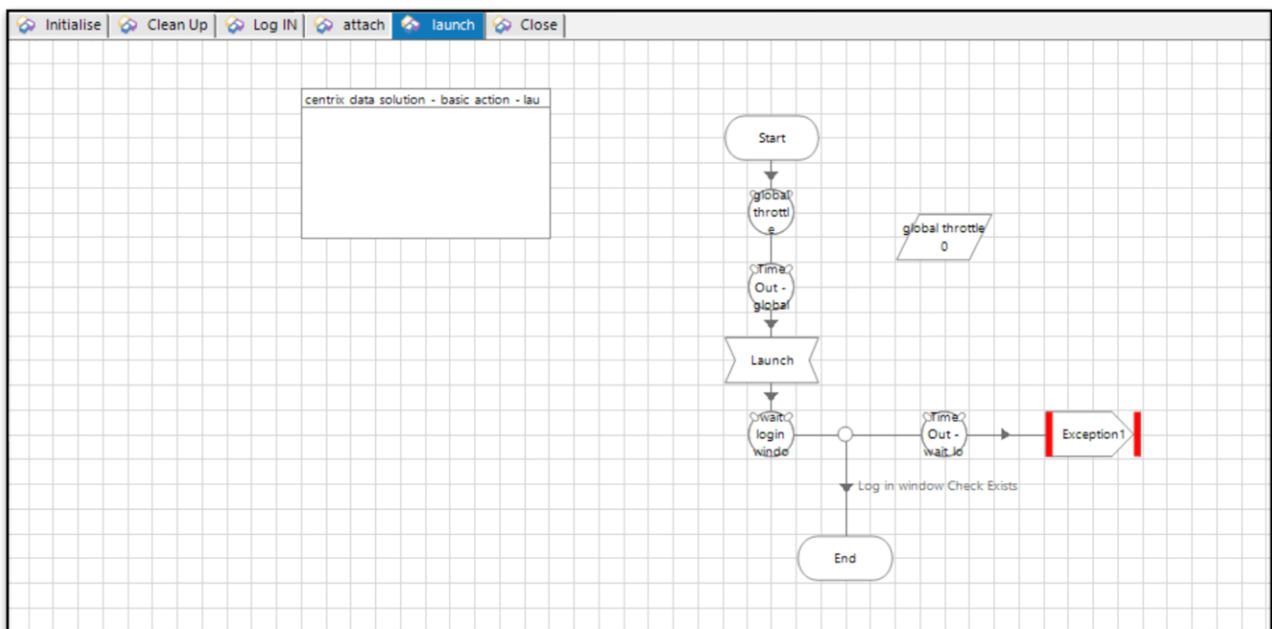 Initialise
Clean Up
Log IN
attach
launch
Close
centrix data solution - basic action - lau
Start
global
throttl
e
global throttle
0
Time
Out -
global
Launch
wait
login
windo
Time
Out -
wait lo
Exception1
Log in window Check Exists
End